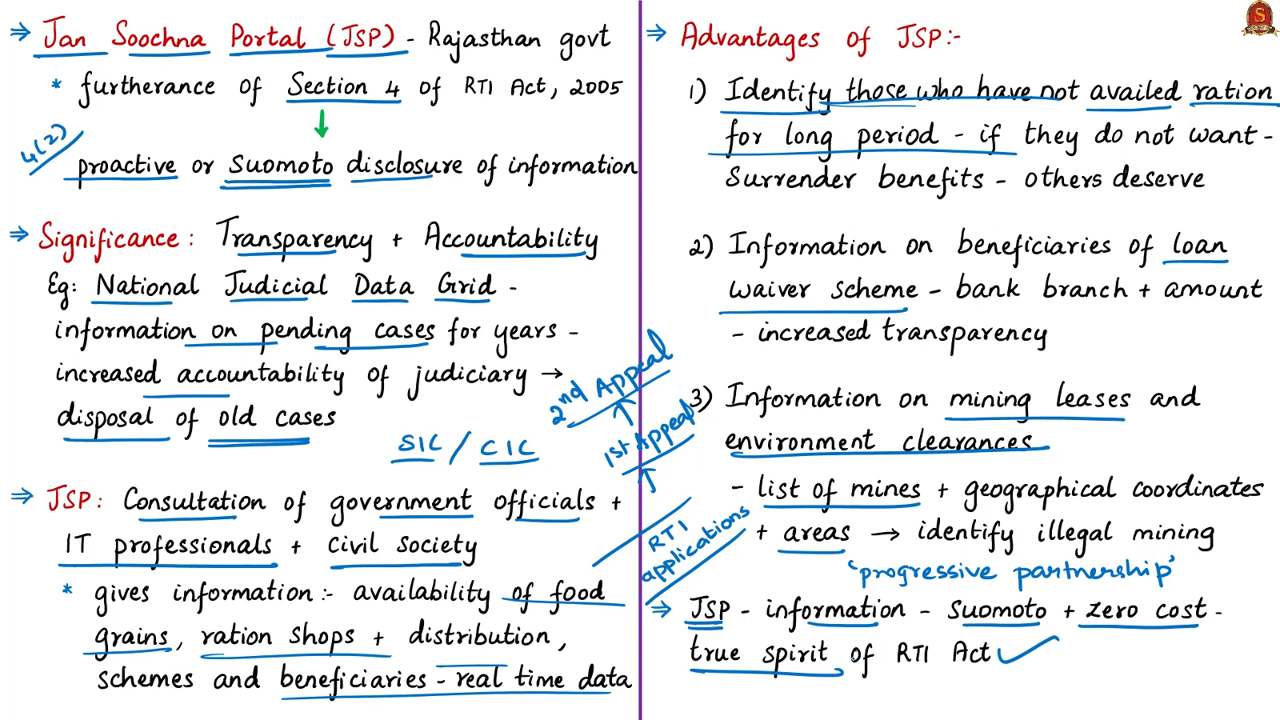 ⇒ Jan Soochna Portal (JSP) - Rajasthan govt
* furtherance of Section 4 of RTI Act, 2005
↓
4(2)
proactive or Suomoto disclosure of information
⇒ Significance: Transparency + Accountability
Eg: National Judicial Data Grid -
information on pending cases for years -
increased accountability of judiciary →
disposal of old cases
SIC / CIC
⇒ JSP: Consultation of government officials +
IT professionals + civil society
* gives information:- availability of food
grains, ration shops + distribution,
schemes and beneficiaries - real time data
2nd Appeal
↑
1st Appeal
↑
RTI
applications
⇒ Advantages of JSP:-
1) Identify those who have not availed ration
for long period - if they do not want -
Surrender benefits - others deserve
2) Information on beneficiaries of loan
waiver scheme - bank branch + amount
- increased transparency
3) Information on mining leases and
environment clearances
- list of mines + geographical coordinates
+ areas → identify illegal mining
'progressive partnership'
⇒ JSP - information - suomoto + zero cost -
true spirit of RTI Act ✓
S